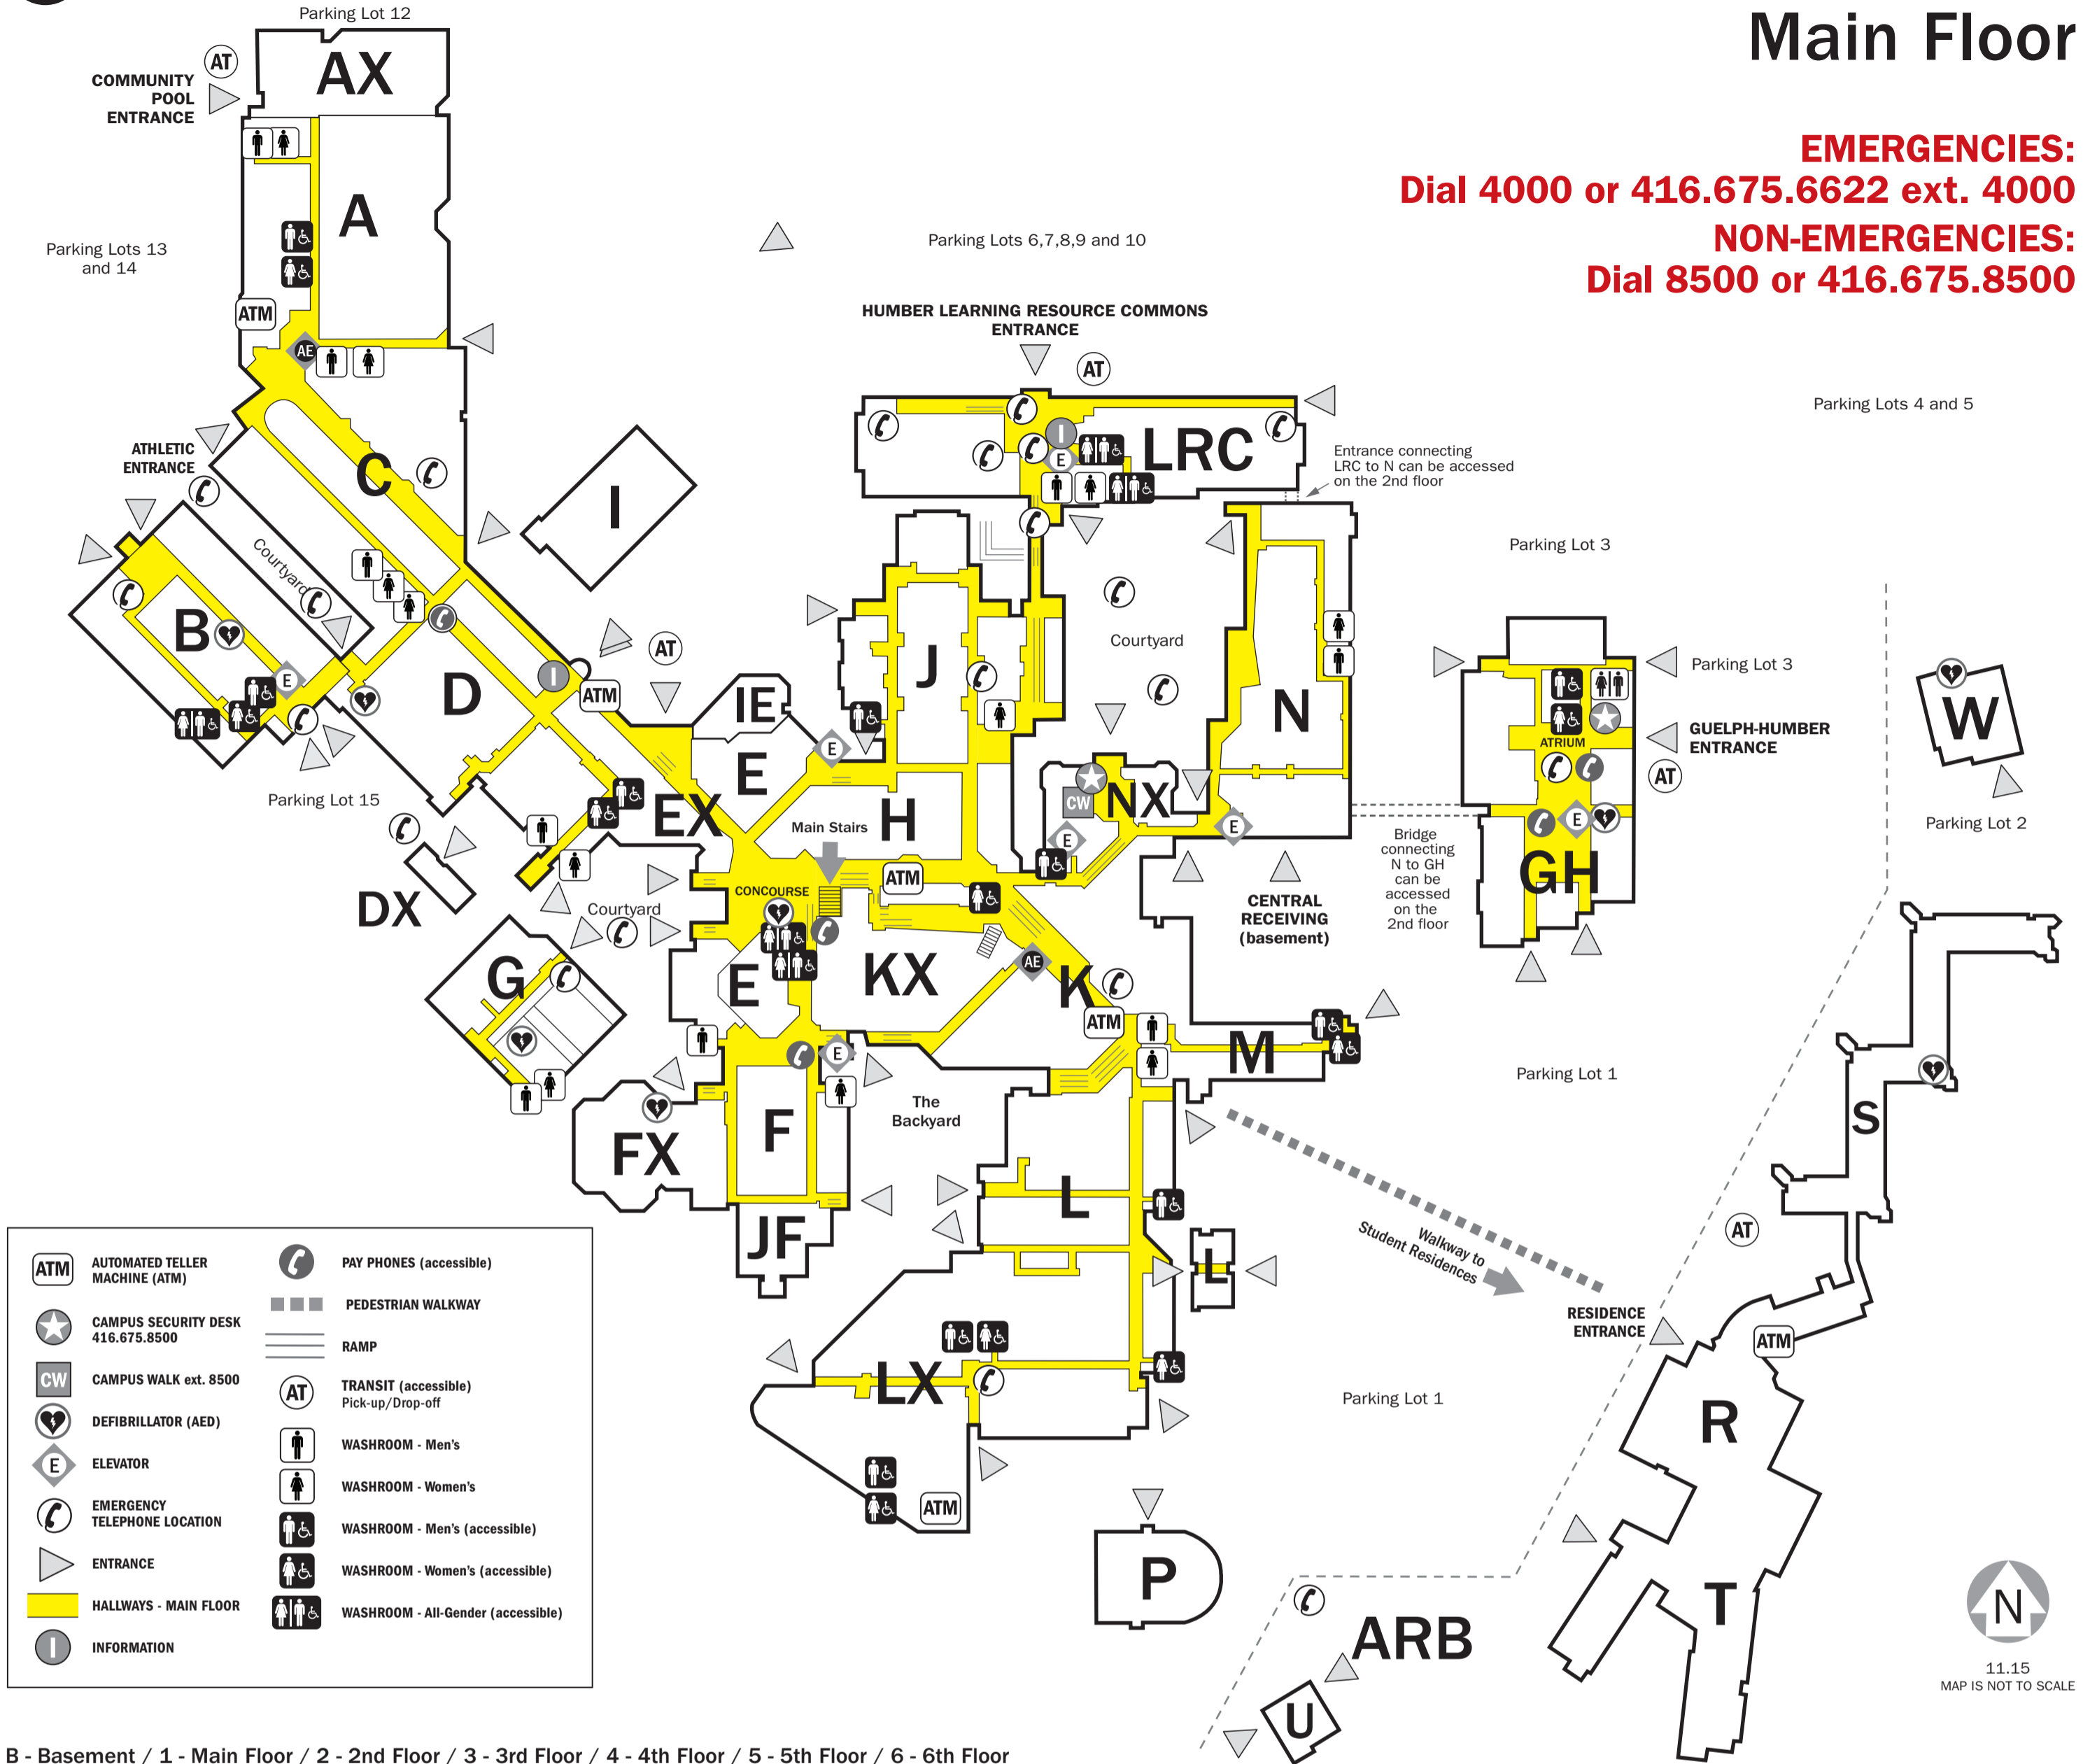 Main Floor
EMERGENCIES:
Dial 4000 or 416.675.6622 ext. 4000
NON-EMERGENCIES:
Dial 8500 or 416.675.8500
Parking Lot 12
AT
COMMUNITY
POOL
ENTRANCE
AX
A
Parking Lots 13
and 14
ATM
AE
Parking Lots 6,7,8,9 and 10
HUMBER LEARNING RESOURCE COMMONS
ENTRANCE
AT
Parking Lots 4 and 5
ATHLETIC
ENTRANCE
C
I
I
E
LRC
Entrance connecting
LRC to N can be accessed
on the 2nd floor
Courtyard
B
E
D
I
ATM
AT
IE
E
E
J
Courtyard
N
Parking Lot 3
Parking Lot 3
GUELPH-HUMBER
ENTRANCE
ATRIUM
AT
E
GH
W
Parking Lot 2
Parking Lot 15
EX
Main Stairs
H
CW
NX
E
E
Bridge
connecting
N to GH
can be
accessed
on the
2nd floor
DX
Courtyard
CONCOURSE
ATM
CENTRAL
RECEIVING
(basement)
G
E
KX
AE
K
ATM
M
Parking Lot 1
S
E
The
Backyard
F
FX
JF
L
L
Walkway to
Student Residences
AT
RESIDENCE
ENTRANCE
ATM
LX
Parking Lot 1
R
ATM
P
T
ARB
U
N
11.15
MAP IS NOT TO SCALE
ATM
AUTOMATED TELLER
MACHINE (ATM)
CAMPUS SECURITY DESK
416.675.8500
CW
CAMPUS WALK ext. 8500
DEFIBRILLATOR (AED)
E
ELEVATOR
EMERGENCY
TELEPHONE LOCATION
ENTRANCE
HALLWAYS - MAIN FLOOR
I
INFORMATION
PAY PHONES (accessible)
PEDESTRIAN WALKWAY
RAMP
AT
TRANSIT (accessible)
Pick-up/Drop-off
WASHROOM - Men's
WASHROOM - Women's
WASHROOM - Men's (accessible)
WASHROOM - Women's (accessible)
WASHROOM - All-Gender (accessible)
B - Basement / 1 - Main Floor / 2 - 2nd Floor / 3 - 3rd Floor / 4 - 4th Floor / 5 - 5th Floor / 6 - 6th Floor